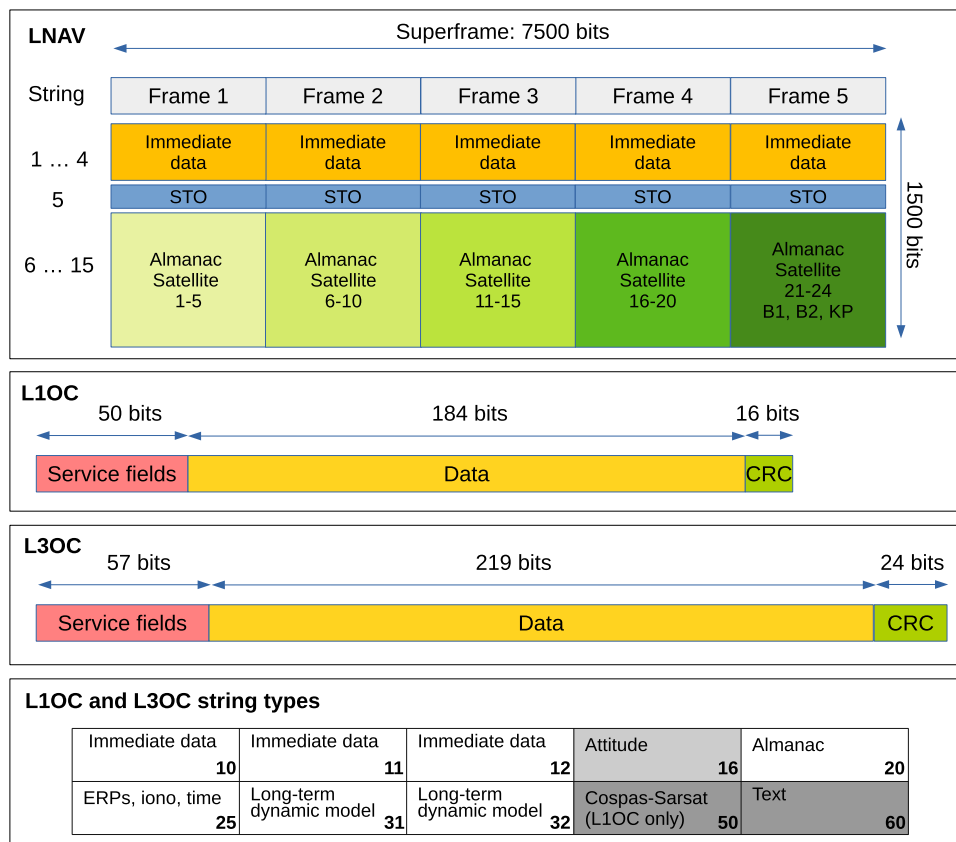 LNAV
Superframe: 7500 bits
String
Frame 1
Frame 2
Frame 3
Frame 4
Frame 5
1 … 4
Immediate
data
Immediate
data
Immediate
data
Immediate
data
Immediate
data
5
STO
STO
STO
STO
STO
1500 bits
6 … 15
Almanac
Satellite
1-5
Almanac
Satellite
6-10
Almanac
Satellite
11-15
Almanac
Satellite
16-20
Almanac
Satellite
21-24
B1, B2, KP
L1OC
50 bits
184 bits
16 bits
Service fields
Data
CRC
L3OC
57 bits
219 bits
24 bits
Service fields
Data
CRC
L1OC and L3OC string types
Immediate data
10
Immediate data
11
Immediate data
12
Attitude
16
Almanac
20
ERPs, iono, time
25
Long-term
dynamic model
31
Long-term
dynamic model
32
Cospas-Sarsat
(L1OC only)
50
Text
60